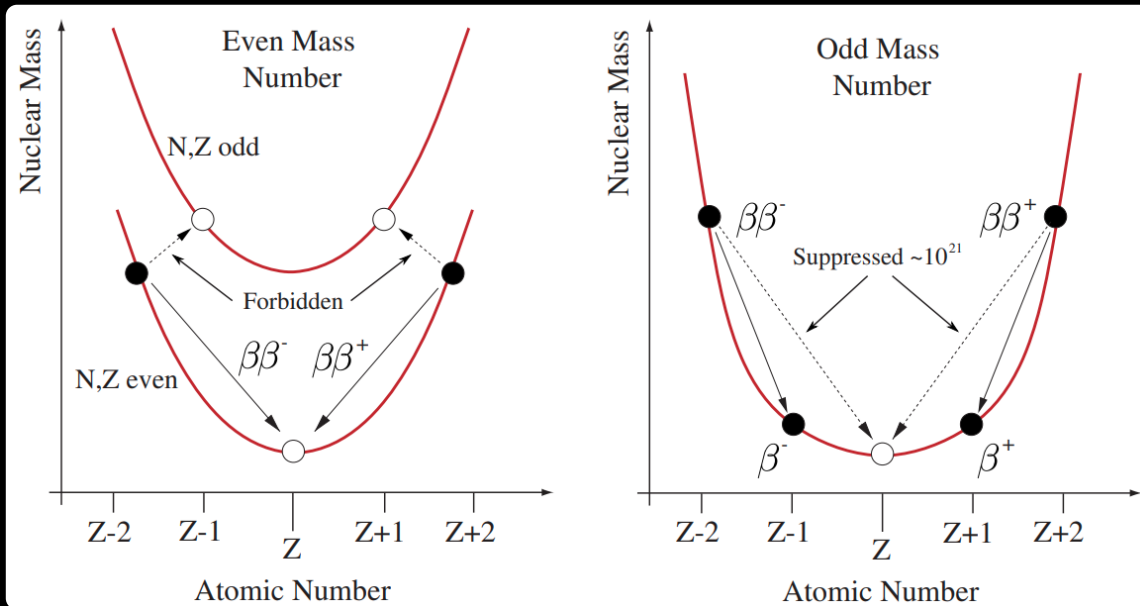 Even Mass
Number
Nuclear Mass
N,Z odd
Forbidden
ββ⁻
ββ⁺
N,Z even
Z-2
Z-1
Z
Z+1
Z+2
Atomic Number
Odd Mass
Number
Nuclear Mass
ββ⁻
ββ⁺
Suppressed ~10²¹
β⁻
β⁺
Z-2
Z-1
Z
Z+1
Z+2
Atomic Number